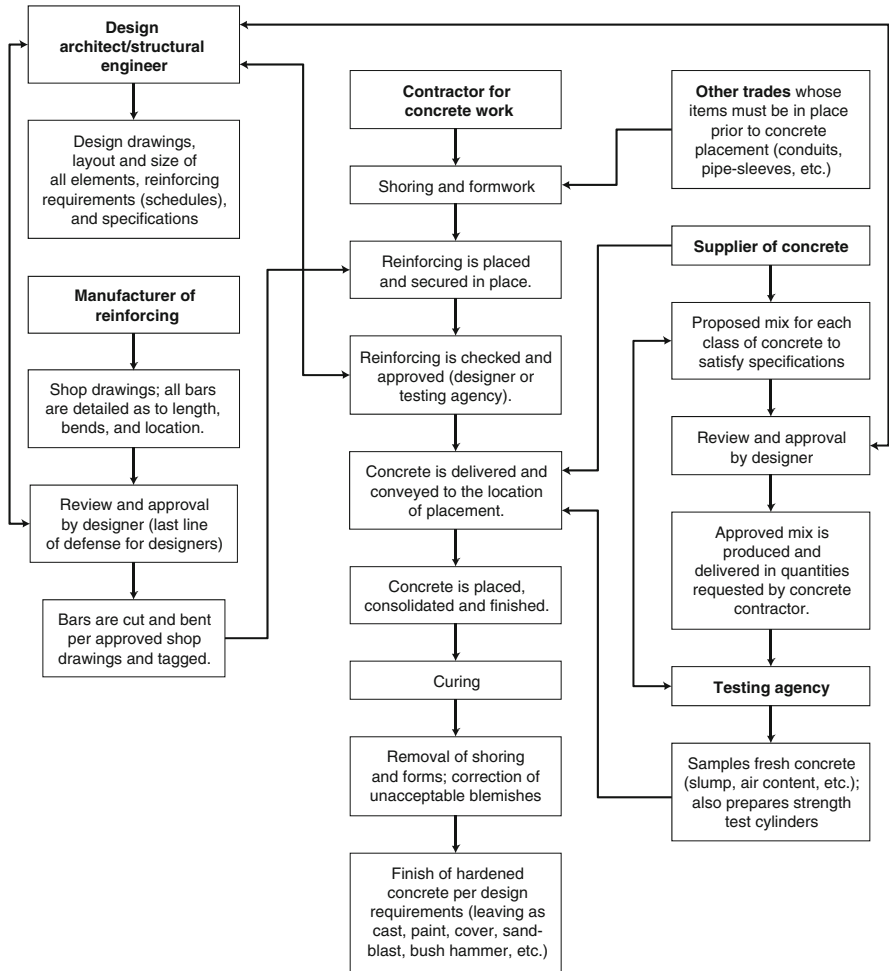 Design
architect/structural
engineer
Design drawings,
layout and size of
all elements, reinforcing
requirements (schedules),
and specifications
Manufacturer of
reinforcing
Shop drawings; all bars
are detailed as to length,
bends, and location.
Review and approval
by designer (last line
of defense for designers)
Bars are cut and bent
per approved shop
drawings and tagged.
Contractor for
concrete work
Shoring and formwork
Reinforcing is placed
and secured in place.
Reinforcing is checked and
approved (designer or
testing agency).
Concrete is delivered and
conveyed to the location
of placement.
Concrete is placed,
consolidated and finished.
Curing
Removal of shoring
and forms; correction of
unacceptable blemishes
Finish of hardened
concrete per design
requirements (leaving as
cast, paint, cover, sand-
blast, bush hammer, etc.)
Other trades whose
items must be in place
prior to concrete
placement (conduits,
pipe-sleeves, etc.)
Supplier of concrete
Proposed mix for each
class of concrete to
satisfy specifications
Review and approval
by designer
Approved mix is
produced and
delivered in quantities
requested by concrete
contractor.
Testing agency
Samples fresh concrete
(slump, air content, etc.);
also prepares strength
test cylinders